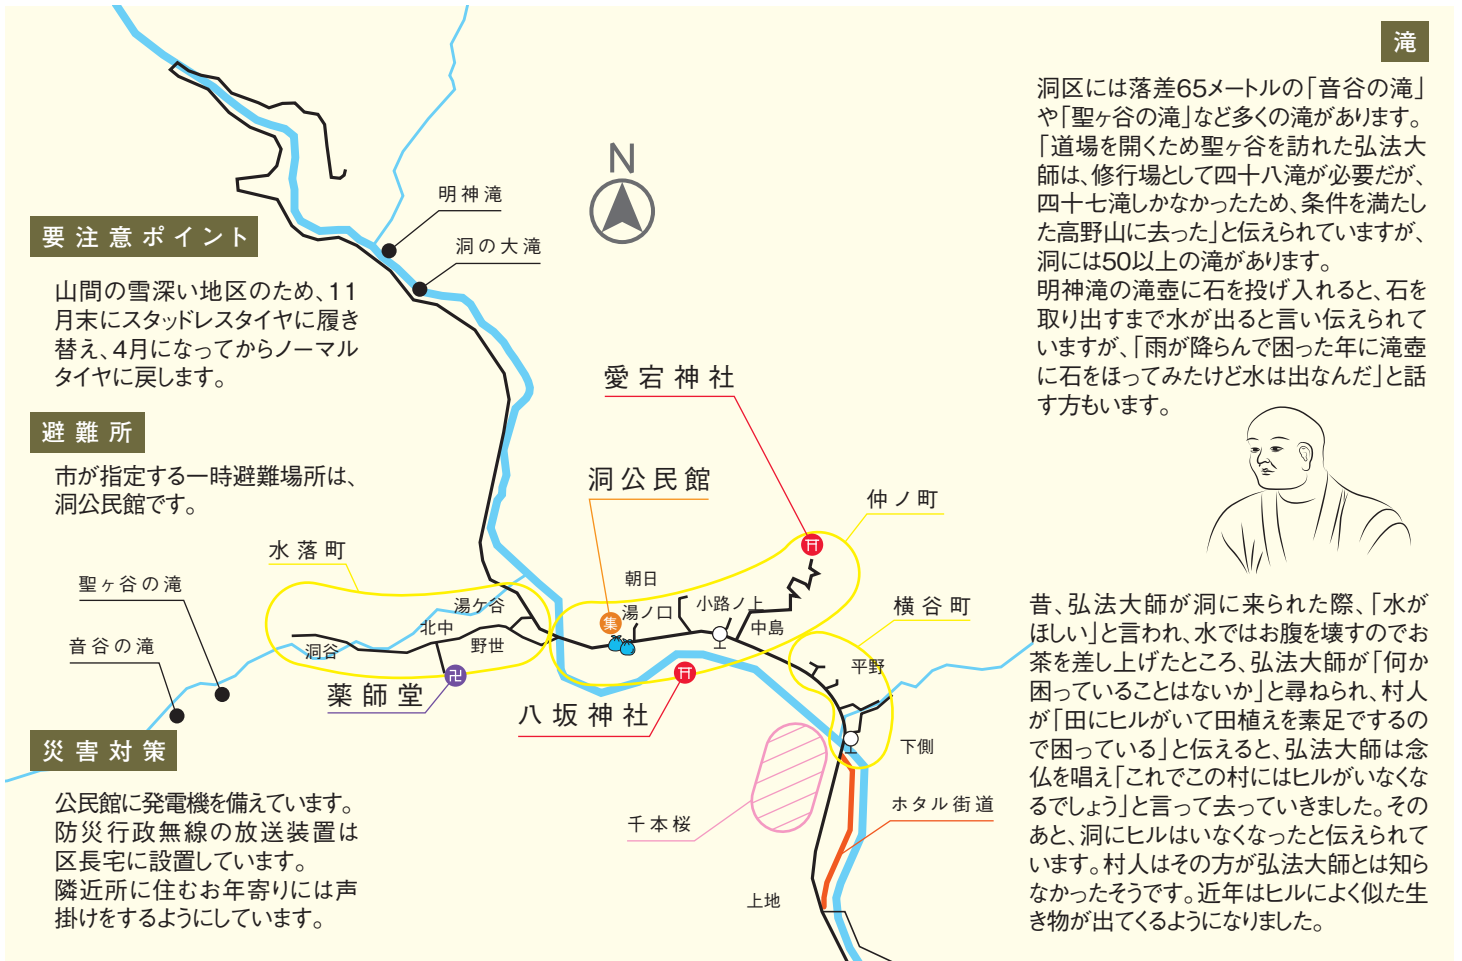 滝
洞区には落差65メートルの「音谷の滝」
や「聖ヶ谷の滝」など多くの滝があります。
「道場を開くため聖ヶ谷を訪れた弘法大
師は、修行場として四十八滝が必要だが、
四十七滝しかなかったため、条件を満たし
た高野山に去った」と伝えられていますが、
洞には50以上の滝があります。
明神滝の滝壺に石を投げ入れると、石を
取り出すまで水が出ると言い伝えられて
いますが、「雨が降らんで困った年に滝壺
に石をほってみたけど水は出なんだ」と話
す方もいます。
N
明神滝
洞の大滝
要注意ポイント
山間の雪深い地区のため、11
月末にスタッドレスタイヤに履き
替え、4月になってからノーマル
タイヤに戻します。
避難所
市が指定する一時避難場所は、
洞公民館です。
愛宕神社
洞公民館
仲ノ町
水落町
聖ヶ谷の滝
音谷の滝
朝日
湯ケ谷
湯ノ口
小路ノ上
横谷町
北中
中島
集
洞谷
野世
平野
卍
薬師堂
八坂神社
下側
ホタル街道
千本桜
上地
災害対策
公民館に発電機を備えています。
防災行政無線の放送装置は
区長宅に設置しています。
隣近所に住むお年寄りには声
掛けをするようにしています。
昔、弘法大師が洞に来られた際、「水が
ほしい」と言われ、水ではお腹を壊すのでお
茶を差し上げたところ、弘法大師が「何か
困っていることはないか」と尋ねられ、村人
が「田にヒルがいて田植えを素足でするの
で困っている」と伝えると、弘法大師は念
仏を唱え「これでこの村にはヒルがいなくな
るでしょう」と言って去っていきました。その
あと、洞にヒルはいなくなったと伝えられて
います。村人はその方が弘法大師とは知ら
なかったそうです。近年はヒルによく似た生
き物が出てくるようになりました。